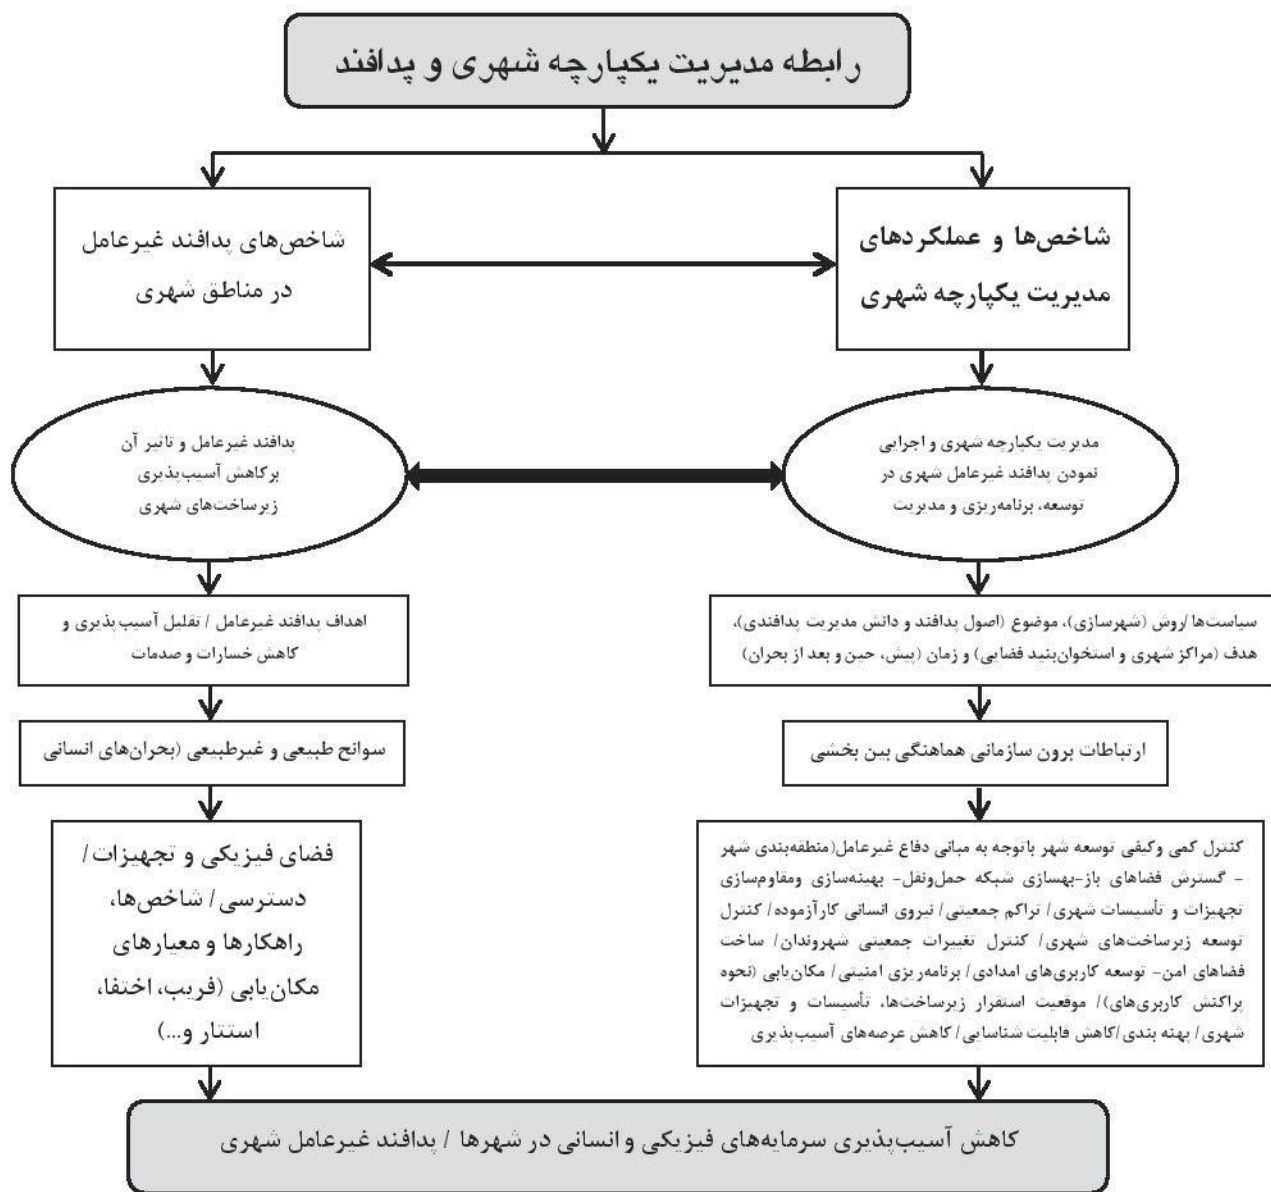 رابطه مدیریت یکپارچه شهری و پدافند
شاخص‌ها و عملکردهای
مدیریت یکپارچه شهری
شاخص‌های پدافند غیرعامل
در مناطق شهری
مدیریت یکپارچه شهری و اجرایی
نمودن پدافند غیرعامل شهری در
توسعه، برنامه‌ریزی و مدیریت
پدافند غیرعامل و تاثیر آن
برکاهش آسیب‌پذیری
زیرساخت‌های شهری
سیاست‌ها /روش (شهرسازی)، موضوع (اصول پدافند و دانش مدیریت پدافندی)،
هدف (مراکز شهری و استخوان‌بنید فضایی) و زمان (پیش، حین و بعد از بحران)
اهداف پدافند غیرعامل / تقلیل آسیب پذیری و
کاهش خسارات و صدمات
ارتباطات برون سازمانی هماهنگی بین بخشی
سوانح طبیعی و غیرطبیعی (بحران‌های انسانی
کنترل کمی وکیفی توسعه شهر باتوجه به مبانی دفاع غیرعامل(منطقه‌بندی شهر
- گسترش فضاهای باز-بهسازی شبکه حمل‌ونقل- بهینه‌سازی ومقاوم‌سازی
تجهیزات و تأسیسات شهری/ تراکم جمعیتی/ نیروی انسانی کارآزموده/ کنترل
توسعه زیرساخت‌های شهری/ کنترل تغییرات جمعیتی شهروندان/ ساخت
فضاهای امن- توسعه کاربری‌های امدادی/ برنامه‌ریزی امنیتی/ مکان‌یابی (نحوه
پراکنش کاربری‌های)/ موقعیت استقرار زیرساخت‌ها، تأسیسات و تجهیزات
شهری/ پهنه بندی/کاهش قابلیت شناسایی/ کاهش عرصه‌های آسیب‌پذیری
فضای فیزیکی و تجهیزات/
دسترسی/ شاخص‌ها،
راهکارها و معیارهای
مکان‌یابی (فریب، اختفا،
استتار و...)
کاهش آسیب‌پذیری سرمایه‌های فیزیکی و انسانی در شهرها / پدافند غیرعامل شهری